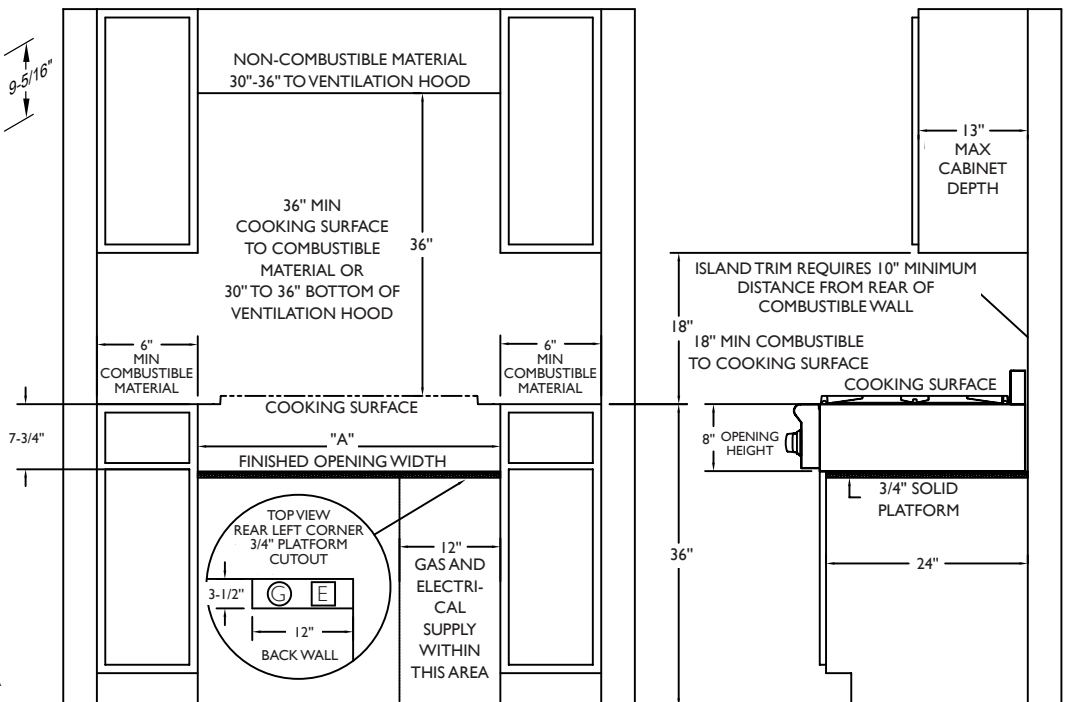 9-5/16"
NON-COMBUSTIBLE MATERIAL
30"-36" TO VENTILATION HOOD
36" MIN
COOKING SURFACE
TO COMBUSTIBLE
MATERIAL OR
30" TO 36" BOTTOM OF
VENTILATION HOOD
36"
6"
MIN
COMBUSTIBLE
MATERIAL
6"
MIN
COMBUSTIBLE
MATERIAL
COOKING SURFACE
7-3/4"
"A"
FINISHED OPENING WIDTH
TOP VIEW
REAR LEFT CORNER
3/4" PLATFORM
CUTOUT
3-1/2"
G E
12"
BACK WALL
12"
GAS AND
ELECTRI-
CAL
SUPPLY
WITHIN
THIS AREA
13"
MAX
CABINET
DEPTH
ISLAND TRIM REQUIRES 10" MINIMUM
DISTANCE FROM REAR OF
COMBUSTIBLE WALL
18"
18" MIN COMBUSTIBLE
TO COOKING SURFACE
COOKING SURFACE
8" OPENING
HEIGHT
3/4" SOLID
PLATFORM
36"
24"